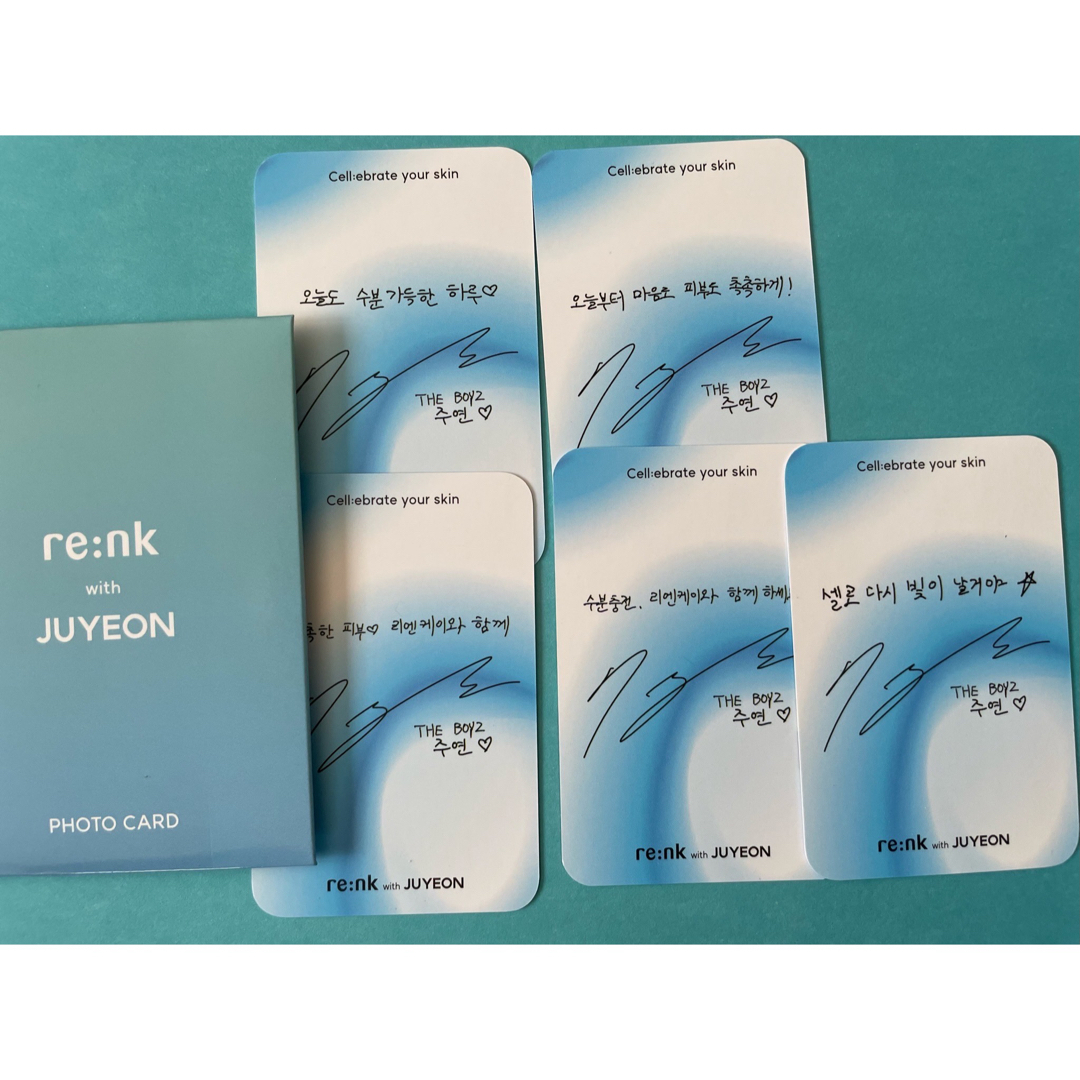 Cell:ebrate your skin
오늘도 수분 가득한 하루♡
THE BOYZ
주연 ♡
Cell:ebrate your skin
오늘부터 마음도 피부도 촉촉하게!
THE BOYZ
주연 ♡
re:nk
with
JUYEON
PHOTO CARD
Cell:ebrate your skin
촉한 피부♡ 리엔케이와 함께
THE BOYZ
주연 ♡
re:nk with JUYEON
Cell:ebrate your skin
수분충전, 리엔케이와 함께 하세
THE BOYZ
주연 ♡
re:nk with JUYEON
Cell:ebrate your skin
셀로 다시 빛이 날거야 ☆
THE BOYZ
주연 ♡
re:nk with JUYEON